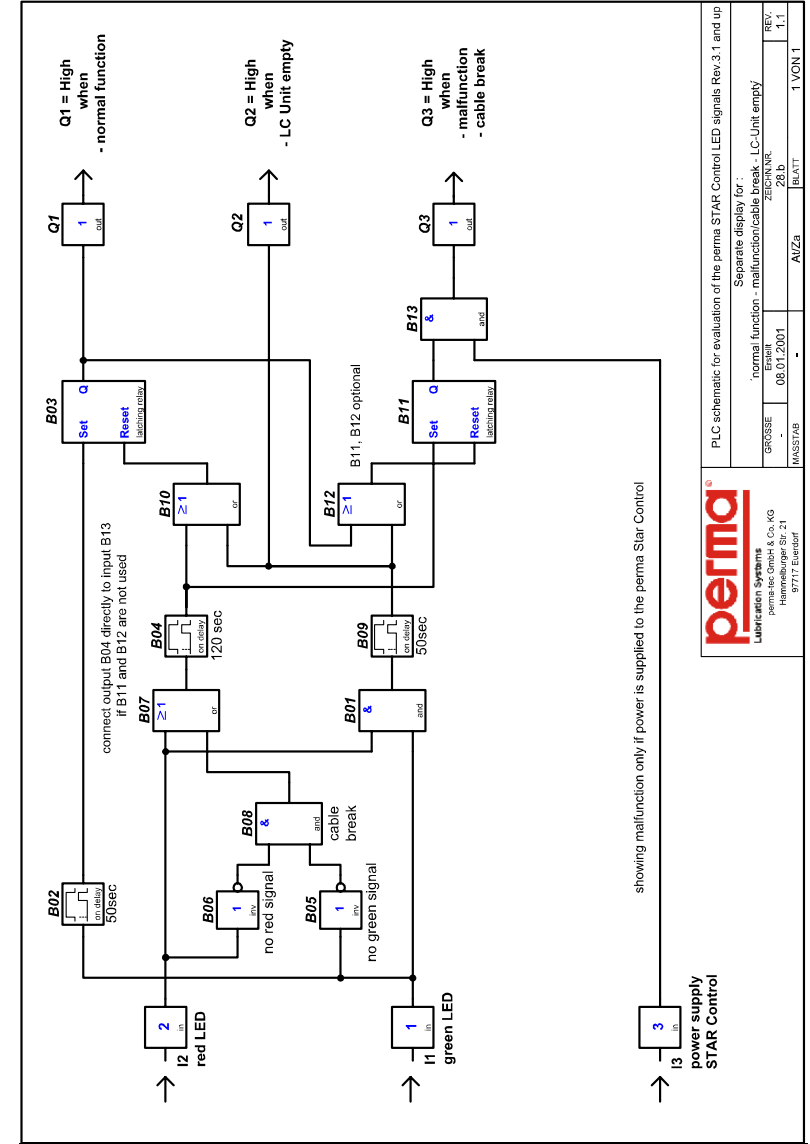 Q1 = High
when
- normal function
Q2 = High
when
- LC Unit empty
Q3 = High
when
- malfunction
- cable break
Q1
1
out
Q2
1
out
Q3
1
out
B03
Set
Q
Reset
latching relay
B13
&
and
B11
Set
Q
Reset
latching relay
B11, B12 optional
B10
≥1
or
B12
≥1
or
connect output B04 directly to input B13
if B11 and B12 are not used
B04
on delay
120 sec
B09
on delay
50sec
B07
≥1
or
B01
&
and
B08
&
and
cable
break
B02
on delay
50sec
B06
1
inv
no red signal
B05
1
inv
no green signal
2
in
I2
red LED
1
in
I1
green LED
3
in
I3
power supply
STAR Control
showing malfunction only if power is supplied to the perma Star Control
perma®
Lubrication Systems
perma-tec GmbH & Co. KG
Hammelburger Str. 21
97717 Euerdorf
PLC schematic for evaluation of the perma STAR Control LED signals Rev.3.1 and up
Separate display for :
'normal function - malfunction/cable break - LC-Unit empty'
GRÖSSE
-
Erstellt
08.01.2001
ZEICHN.NR.
28.b
REV.
1.1
MASSTAB
-
At/Za
BLATT
1 VON 1